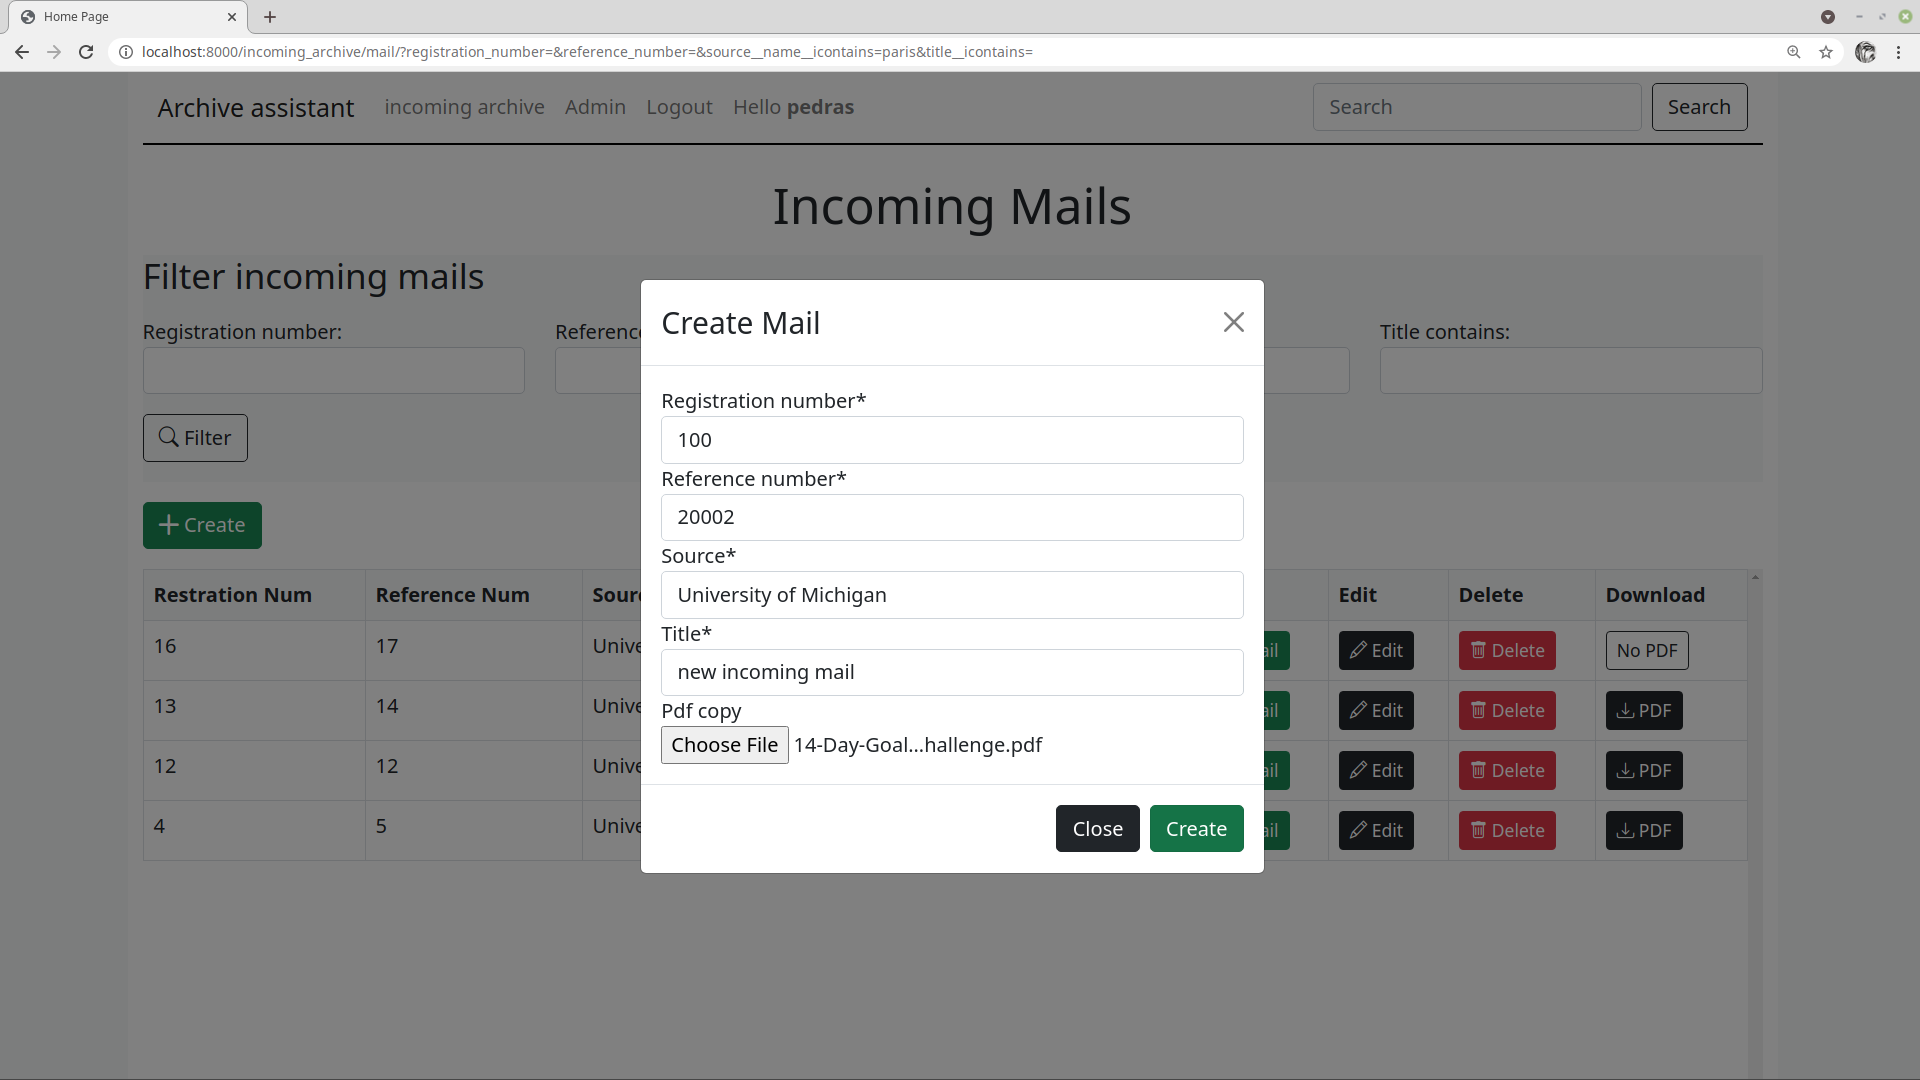 Home Page
localhost:8000/incoming_archive/mail/?registration_number=&reference_number=&source__name__icontains=paris&title__icontains=
Archive assistant incoming archive Admin Logout Hello pedras Search Search
Incoming Mails
Filter incoming mails
Registration number: Referenc Title contains:
Filter
Create
Restration Num Reference Num Sour Edit Delete Download
16 17 Unive ail Edit Delete No PDF
13 14 Unive ail Edit Delete PDF
12 12 Unive ail Edit Delete PDF
4 5 Unive ail Edit Delete PDF
Create Mail
Registration number*
100
Reference number*
20002
Source*
University of Michigan
Title*
new incoming mail
Pdf copy
Choose File 14-Day-Goal...hallenge.pdf
Close Create